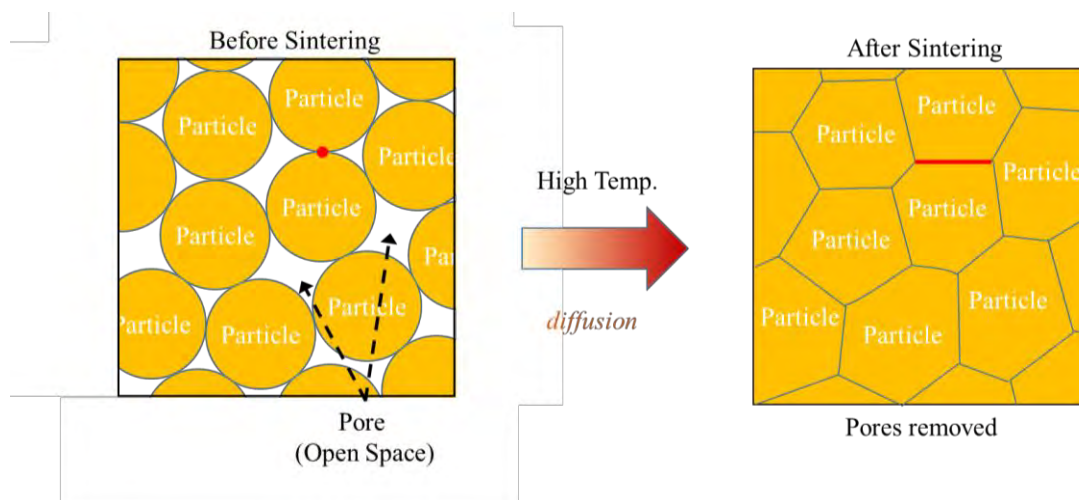 Before Sintering
Particle
Particle
Particle
Particle
Particle
Particle
Par
Particle
Particle
Particle
Pore
(Open Space)
High Temp.
diffusion
After Sintering
Particle
Particle
Particle
Particle
Particle
Particle
Particle
Particle
Pores removed